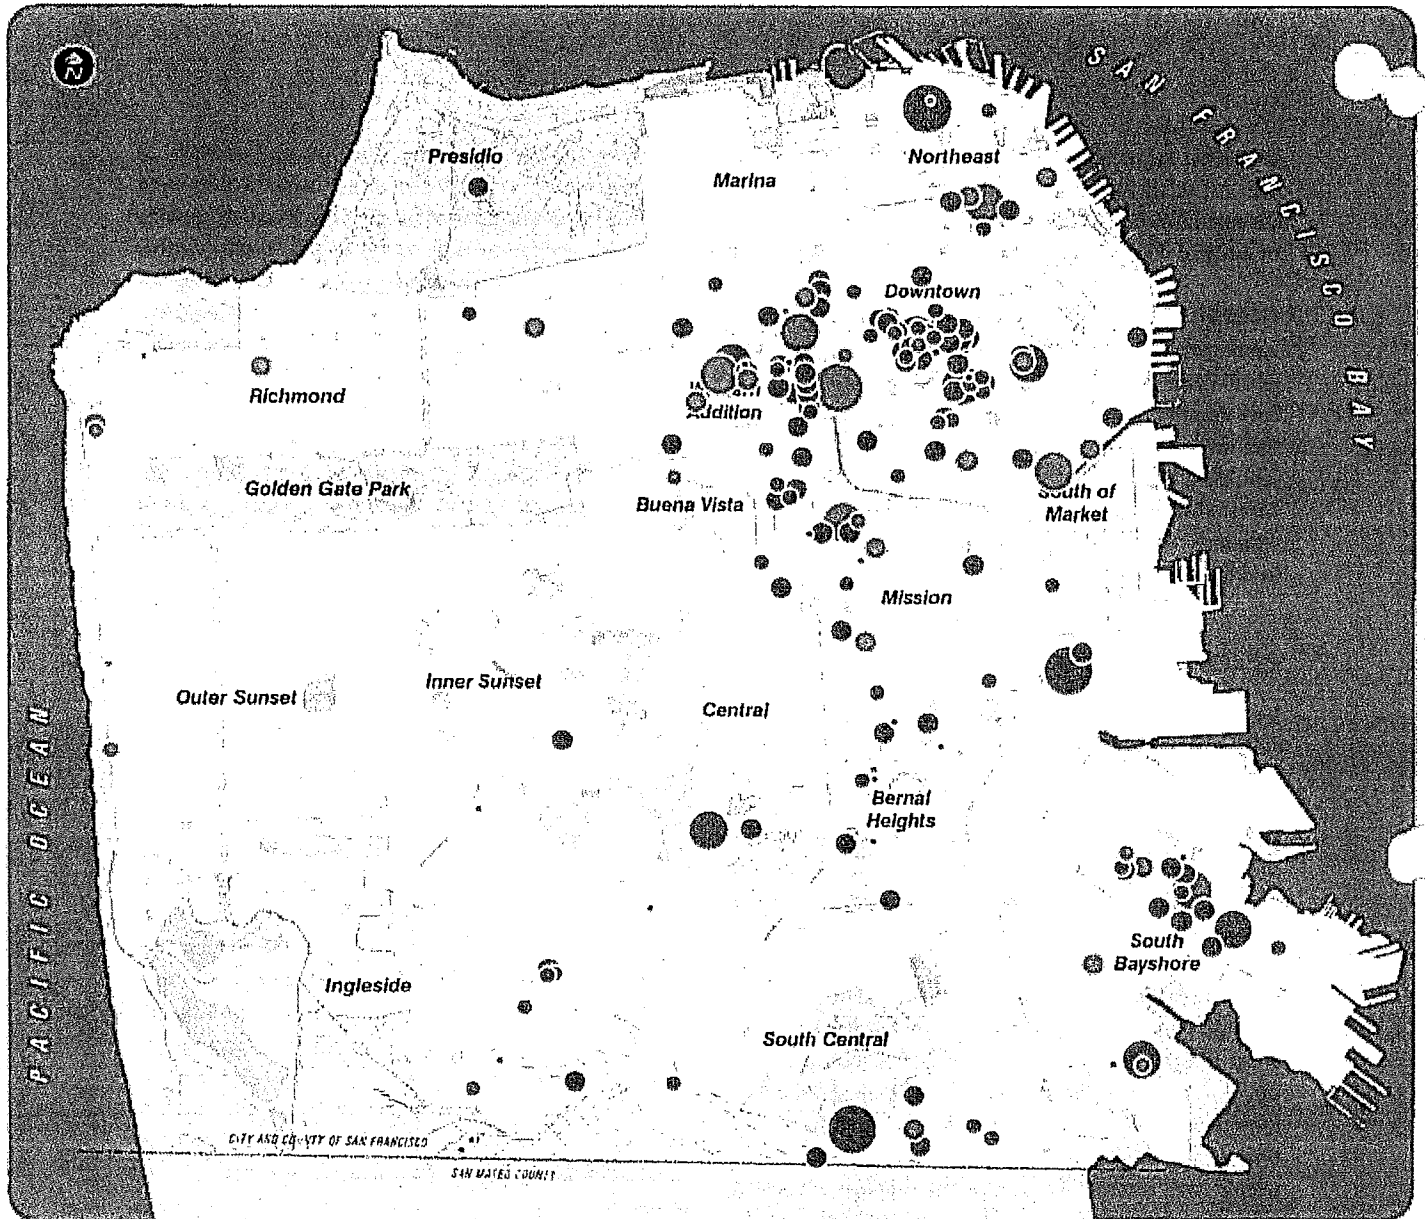 N
SAN FRANCISCO BAY
Presidio
Northeast
Marina
Downtown
Richmond
Addition
Golden Gate Park
Buena Vista
South of
Market
Mission
Outer Sunset
Inner Sunset
Central
PACIFIC OCEAN
Bernal
Heights
South
Bayshore
Ingleside
South Central
CITY AND COUNTY OF SAN FRANCISCO
SAN MATEO COUNTY